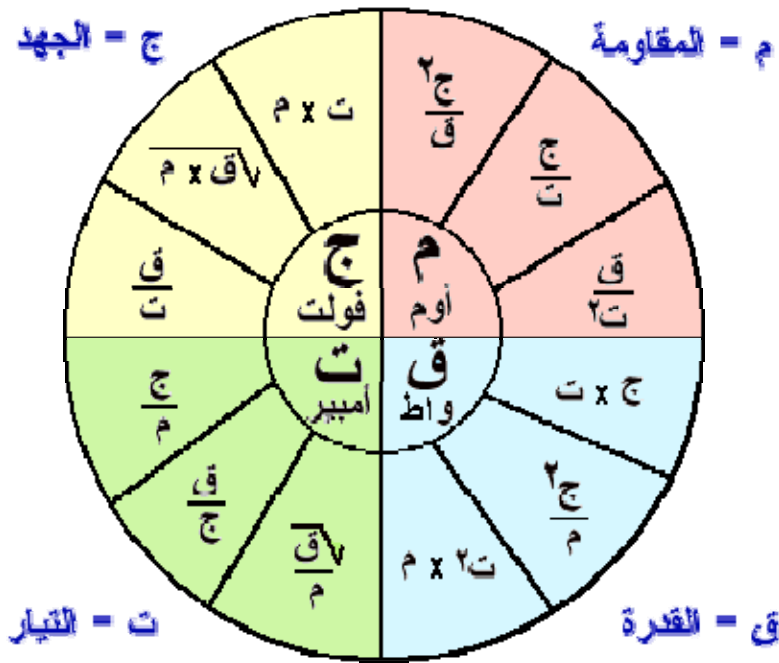 م = المقاومة
ج = الجهد
ج٢
ق
ج
ت
ق
ت٢
ت x م
√ق x م
ق
ت
م
أوم
ج
فولت
ق
واط
ت
أمبير
ج x ت
ج٢
م
ت٢ x م
ج
م
ق
ج
√ق
م
ق = القدرة
ت = التيار